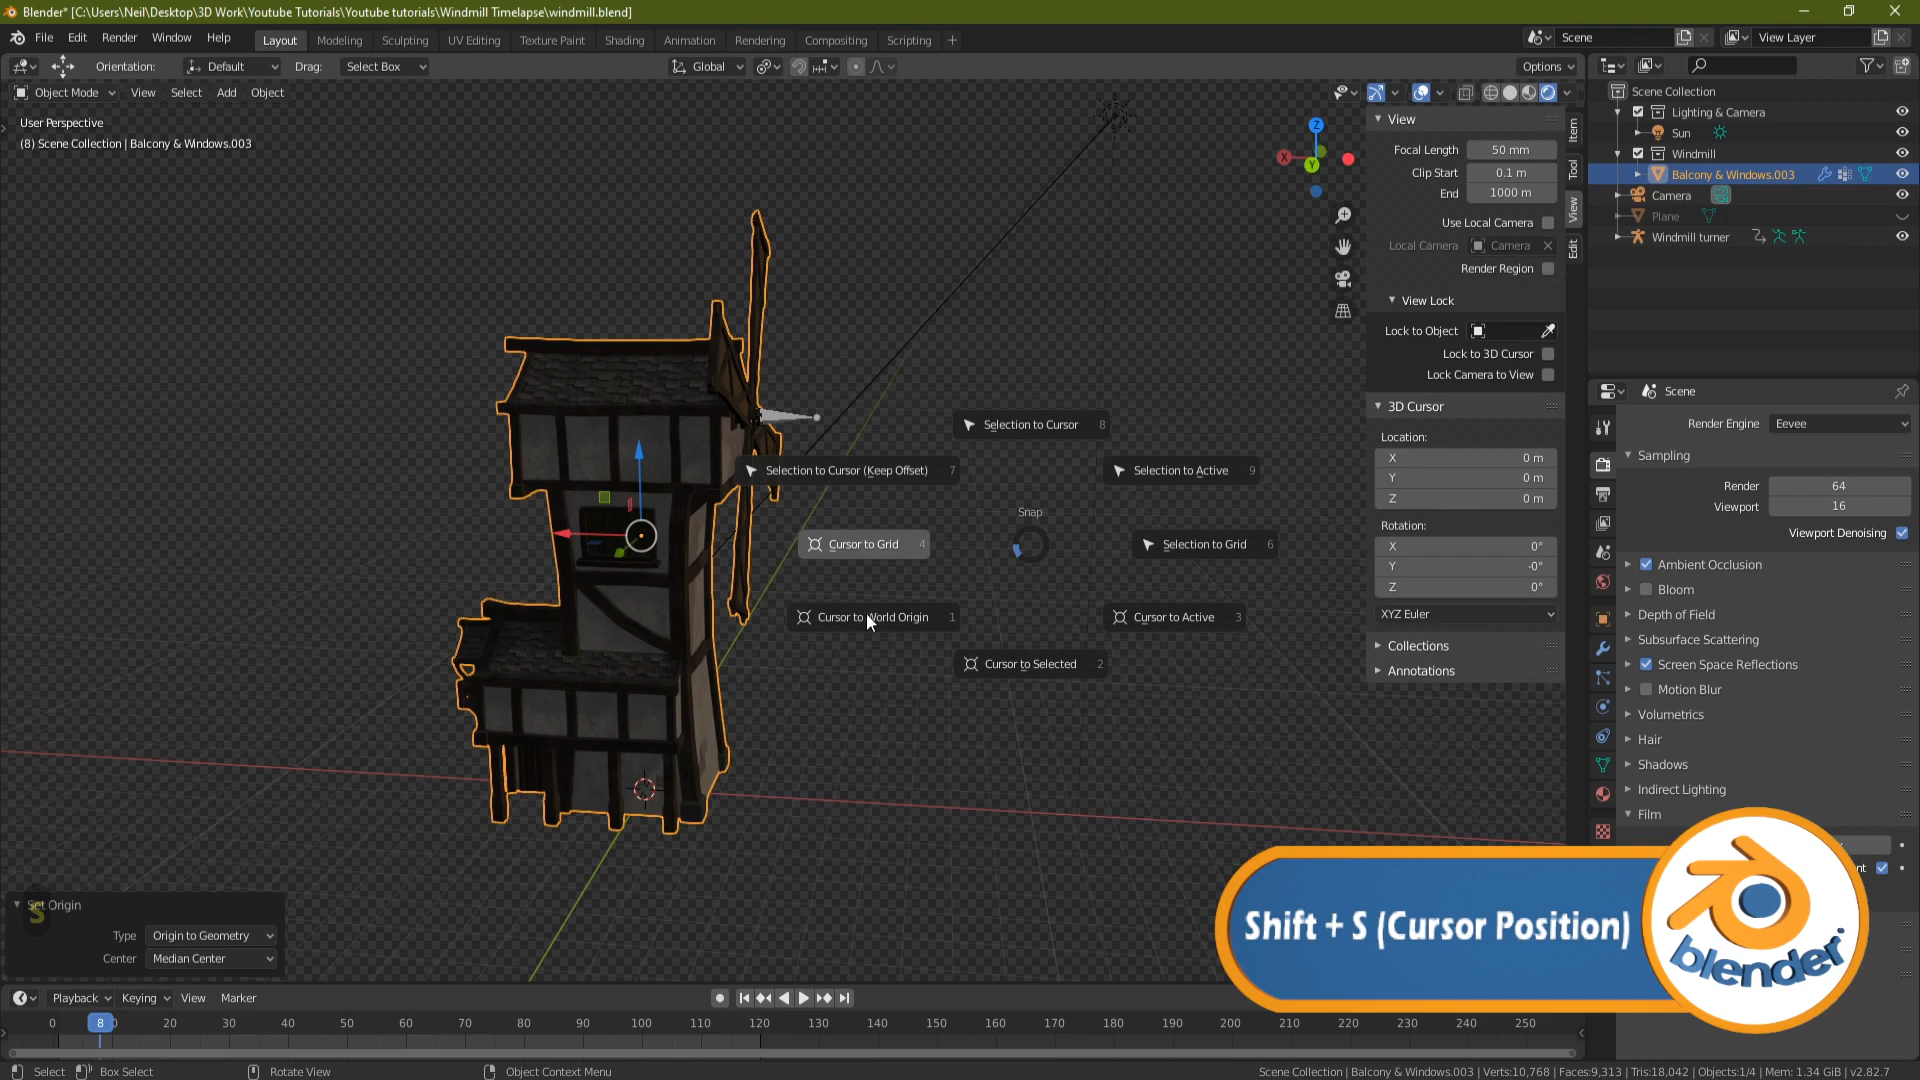 Blender* [C:\Users\Neil\Desktop\3D Work\Youtube Tutorials\Youtube tutorials\Windmill Timelapse\windmill.blend]
File Edit Render Window Help
Layout Modeling Sculpting UV Editing Texture Paint Shading Animation Rendering Compositing Scripting +
Scene
View Layer
Orientation: Default Drag: Select Box
Global
Options
Object Mode View Select Add Object
User Perspective
(8) Scene Collection | Balcony & Windows.003
Z
X
Y
View
Focal Length 50 mm
Clip Start 0.1 m
End 1000 m
Use Local Camera
Local Camera Camera
Render Region
View Lock
Lock to Object
Lock to 3D Cursor
Lock Camera to View
3D Cursor
Location:
X 0 m
Y 0 m
Z 0 m
Rotation:
X 0°
Y -0°
Z 0°
XYZ Euler
Collections
Annotations
Item
Tool
View
Edit
Scene Collection
Lighting & Camera
Sun
Windmill
Balcony & Windows.003
Camera
Plane
Windmill turner
Selection to Cursor 8
Selection to Cursor (Keep Offset) 7
Selection to Active 9
Snap
Cursor to Grid 4
Selection to Grid 6
Cursor to World Origin 1
Cursor to Active 3
Cursor to Selected 2
Scene
Render Engine Eevee
Sampling
Render 64
Viewport 16
Viewport Denoising
Ambient Occlusion
Bloom
Depth of Field
Subsurface Scattering
Screen Space Reflections
Motion Blur
Volumetrics
Hair
Shadows
Indirect Lighting
Film
Shift + S (Cursor Position)
blender
S
Set Origin
Type Origin to Geometry
Center Median Center
Playback Keying View Marker
0 8 20 30 40 50 60 70 80 90 100 110 120 130 140 150 160 170 180 190 200 210 220 230 240 250
Select Box Select Rotate View Object Context Menu
Scene Collection | Balcony & Windows.003 | Verts:10,768 | Faces:9,313 | Tris:18,042 | Objects:1/4 | Mem: 1.34 GiB | v2.82.7